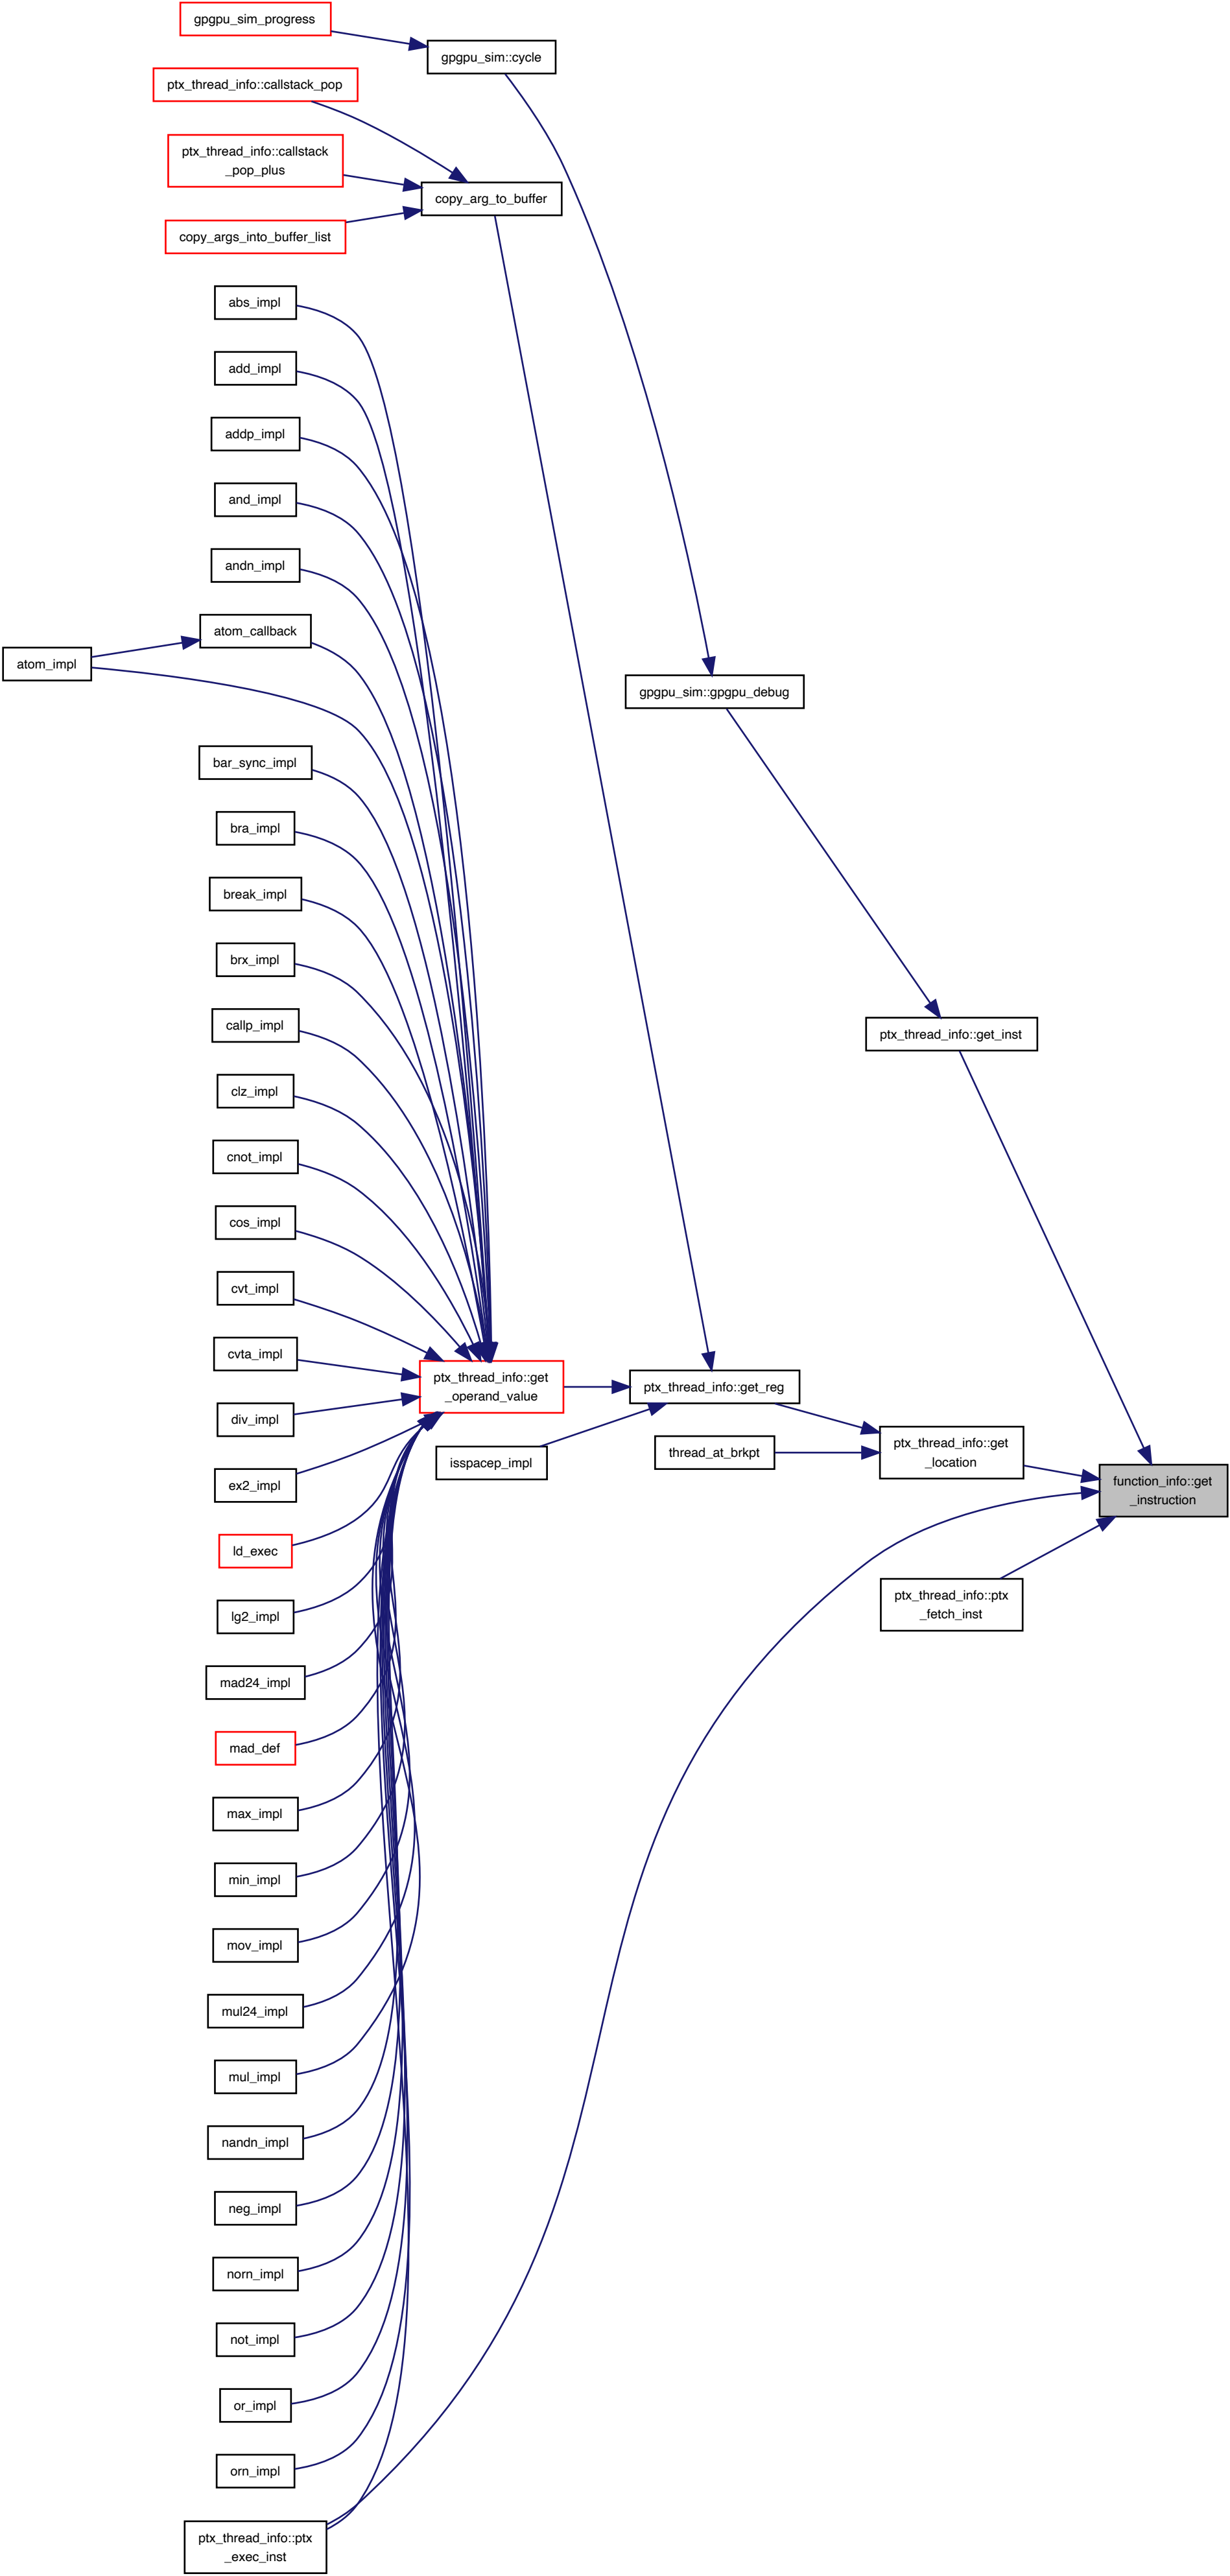 gpgpu_sim_progress
gpgpu_sim::cycle
ptx_thread_info::callstack_pop
ptx_thread_info::callstack
_pop_plus
copy_arg_to_buffer
copy_args_into_buffer_list
abs_impl
add_impl
addp_impl
and_impl
andn_impl
atom_callback
atom_impl
gpgpu_sim::gpgpu_debug
bar_sync_impl
bra_impl
break_impl
brx_impl
callp_impl
ptx_thread_info::get_inst
clz_impl
cnot_impl
cos_impl
cvt_impl
cvta_impl
ptx_thread_info::get
_operand_value
ptx_thread_info::get_reg
div_impl
isspacep_impl
thread_at_brkpt
ptx_thread_info::get
_location
ex2_impl
function_info::get
_instruction
ld_exec
ptx_thread_info::ptx
_fetch_inst
lg2_impl
mad24_impl
mad_def
max_impl
min_impl
mov_impl
mul24_impl
mul_impl
nandn_impl
neg_impl
norn_impl
not_impl
or_impl
orn_impl
ptx_thread_info::ptx
_exec_inst